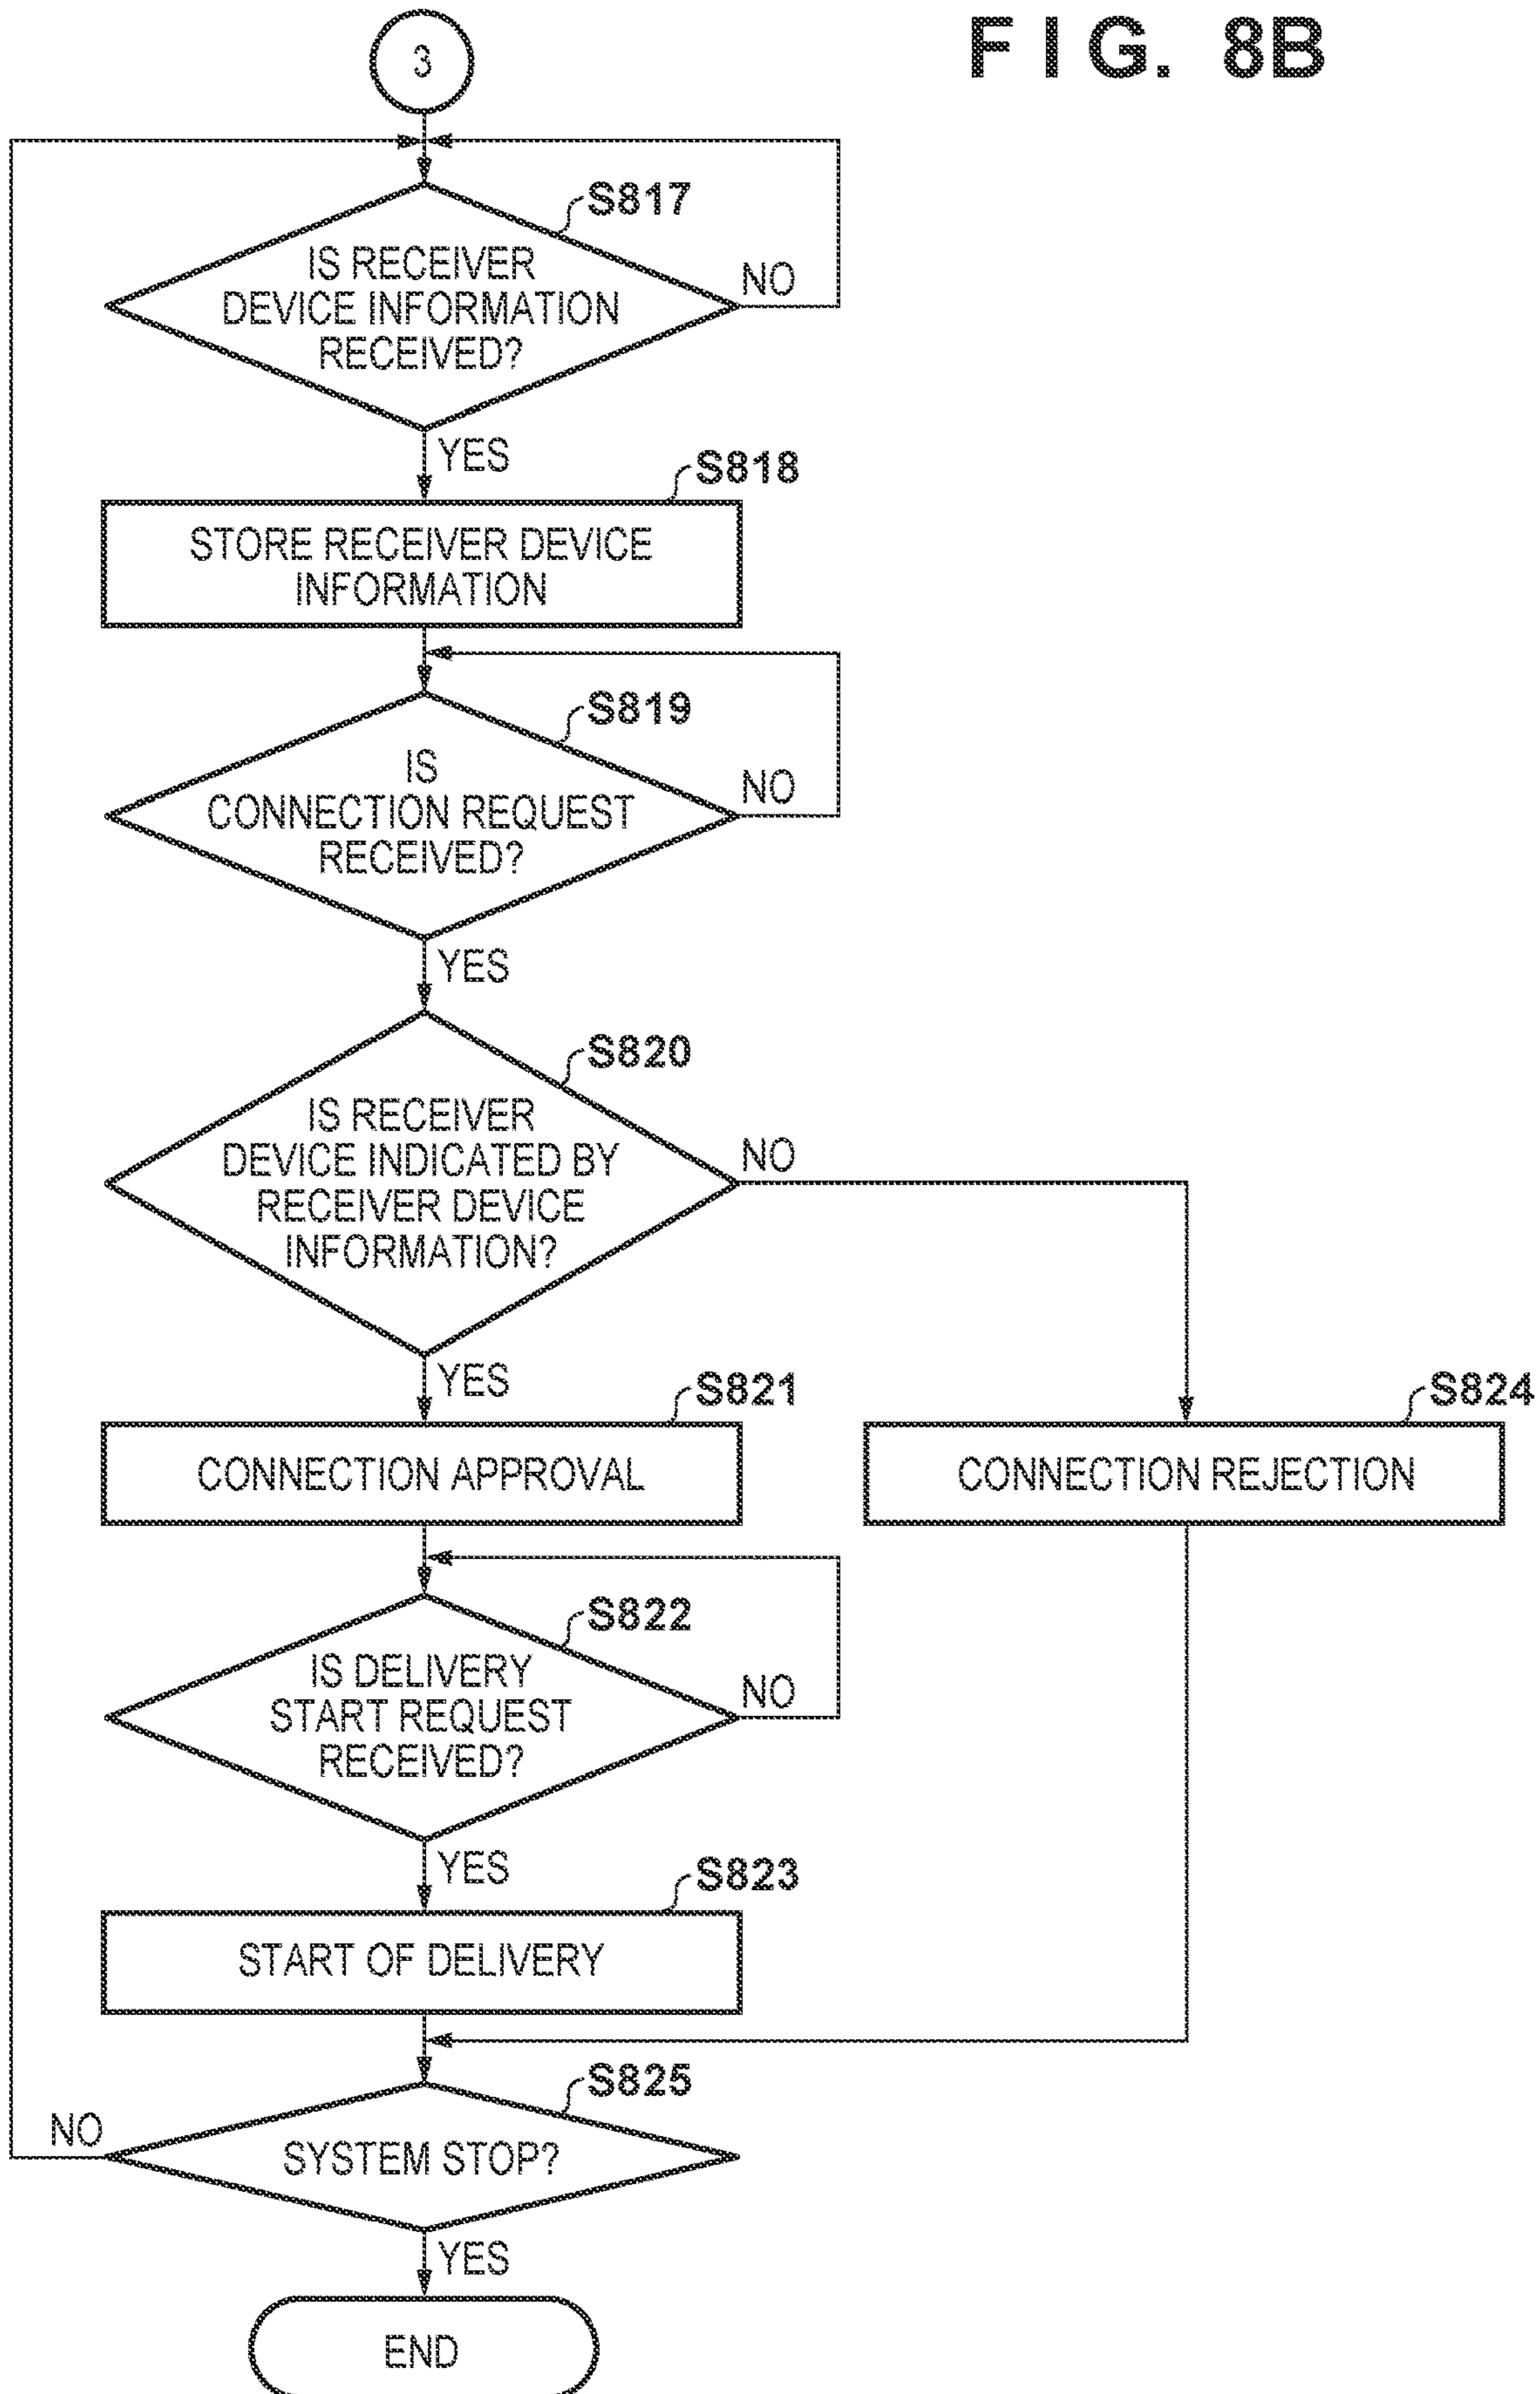 FIG. 8B
3
S817
IS RECEIVER
DEVICE INFORMATION
RECEIVED?
NO
YES
S818
STORE RECEIVER DEVICE
INFORMATION
S819
IS
CONNECTION REQUEST
RECEIVED?
NO
YES
S820
IS RECEIVER
DEVICE INDICATED BY
RECEIVER DEVICE
INFORMATION?
NO
YES
S821
CONNECTION APPROVAL
S824
CONNECTION REJECTION
S822
IS DELIVERY
START REQUEST
RECEIVED?
NO
YES
S823
START OF DELIVERY
S825
SYSTEM STOP?
NO
YES
END